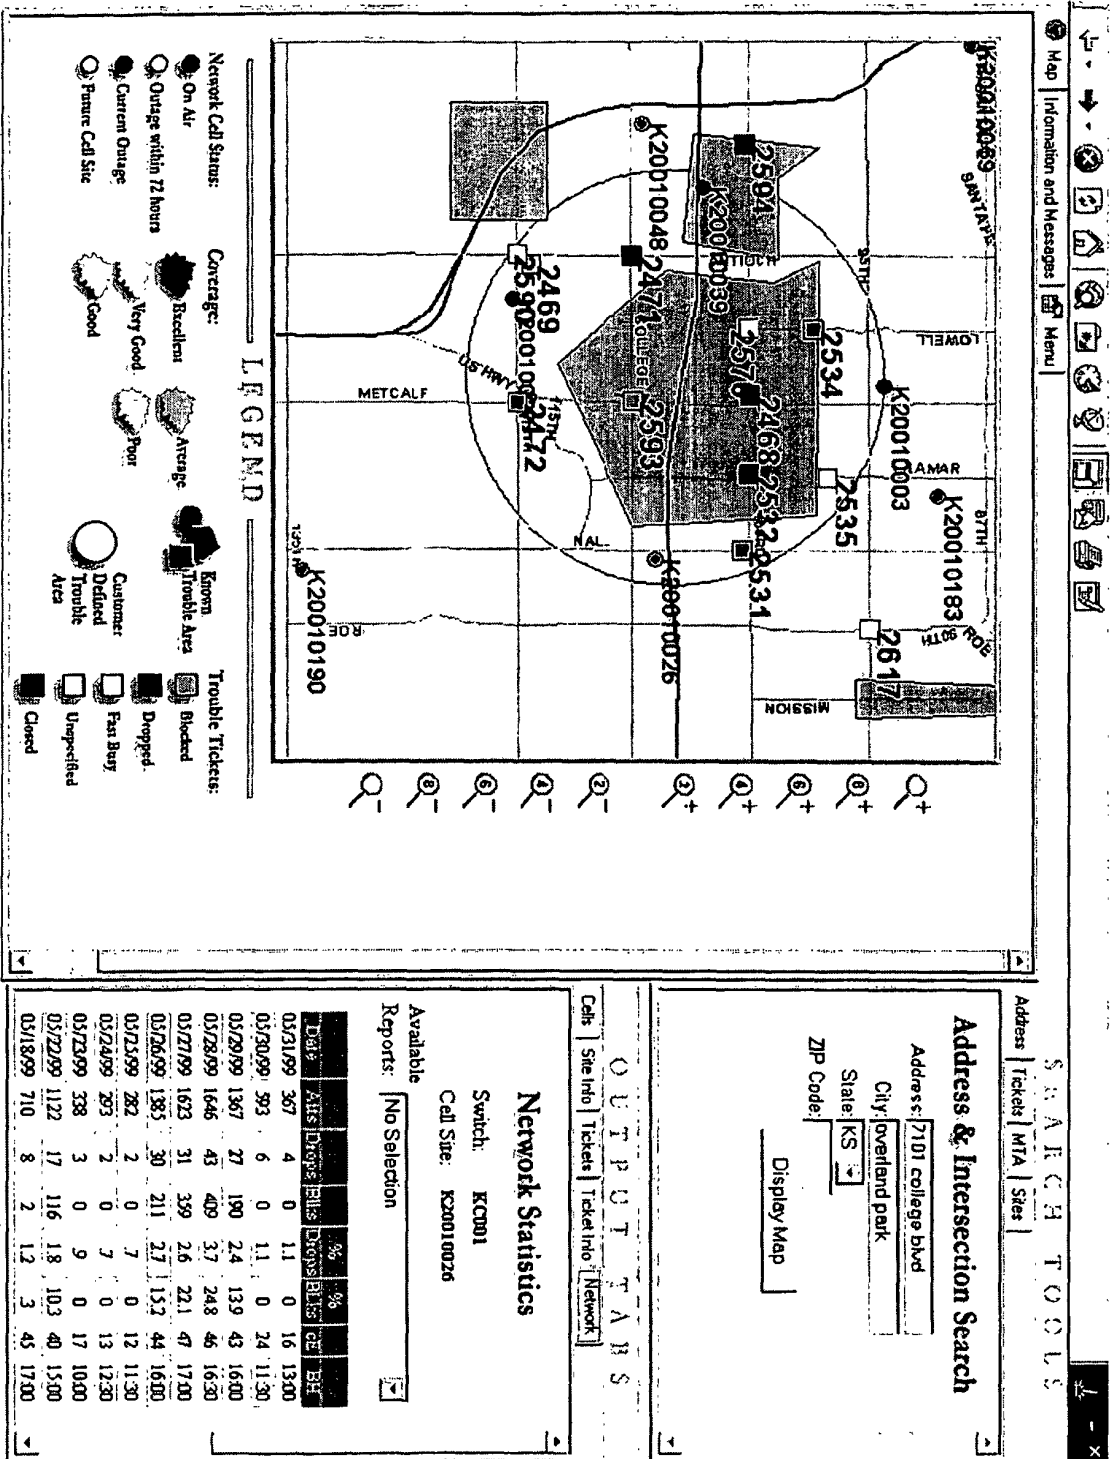 Map | Information and Messages | Menu
K20010069
SANTA FE
87TH
95TH
LOWELL
LAMAR
90TH
ROE
K20010183
K20010003
2534
2535
2617
2594
K20010039
2576
2468
2532
2531
MISSION
K20010048
2471
COLLEGE
2593
K20010026
2469
2590
2472
115TH
US HWY
METCALF
NAL
ROE
K20010190
LEGEND
Network Cell Status:
On Air
Outage within 72 hours
Current Outage
Future Cell Site
Coverage:
Excellent
Very Good
Good
Average
Poor
Known Trouble Area
Customer Defined Trouble Area
Trouble Tickets:
Blocked
Dropped
Fast Busy
Unspecified
Closed
SEARCH TOOLS
Address | Tickets | MTA | Sites
Address & Intersection Search
Address: 7101 college blvd
City: overland park
State: KS
ZIP Code:
Display Map
OUTPUT TABS
Cells | Site Info | Tickets | Ticket Info | Network
Network Statistics
Switch: KC001
Cell Site: K20010026
Available Reports: No Selection
% %
Date Atts Drops Blks Drops Blks CE BH
05/31/99 367 4 0 1.1 0 16 13:00
05/30/99 593 6 0 1.1 0 24 11:30
05/29/99 1367 27 190 2.4 13.9 43 16:00
05/28/99 1646 43 409 3.7 24.8 46 16:30
05/27/99 1623 31 359 2.6 22.1 47 17:00
05/26/99 1385 30 211 2.7 15.2 44 16:00
05/25/99 282 2 0 .7 0 12 11:30
05/24/99 293 2 0 .7 0 13 12:30
05/23/99 338 3 0 .9 0 17 10:00
05/22/99 1122 17 116 1.8 10.3 40 15:00
05/18/99 710 8 2 1.2 3 45 17:00